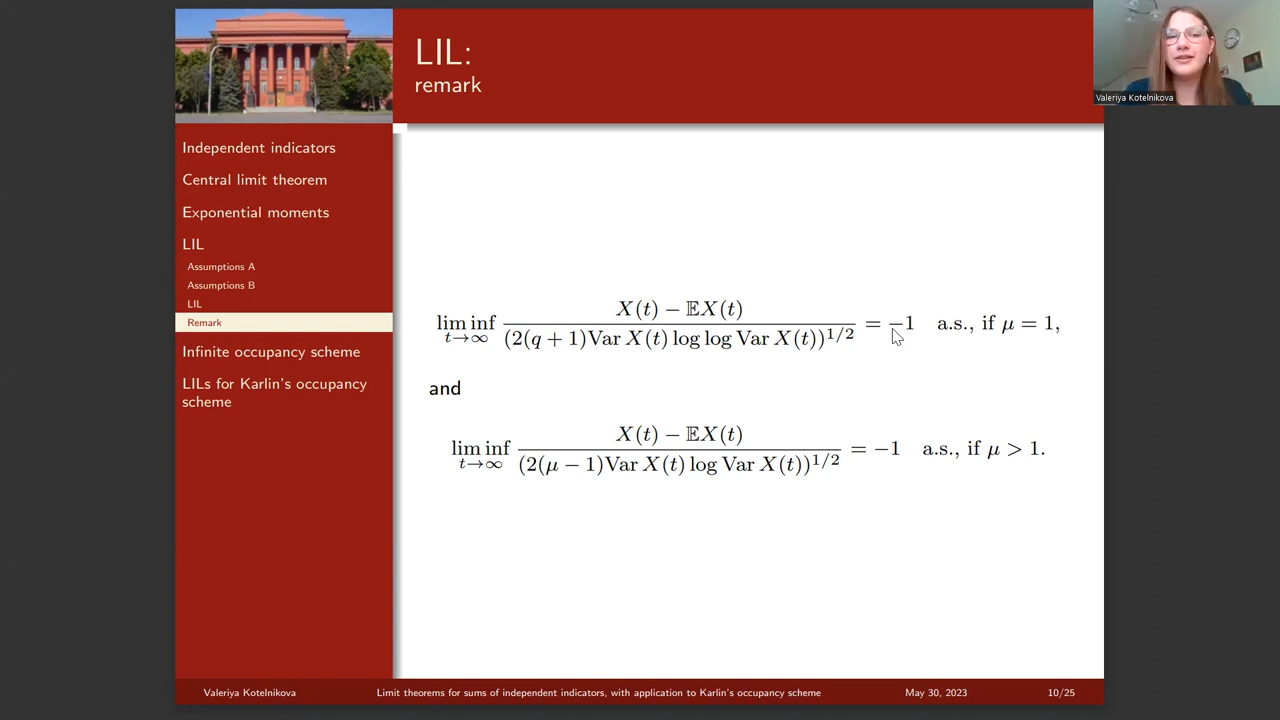 LIL:
remark
Valeriya Kotelnikova
Independent indicators
Central limit theorem
Exponential moments
LIL
Assumptions A
Assumptions B
LIL
Remark
Infinite occupancy scheme
LILs for Karlin's occupancy
scheme
lim inf_{t→∞} (X(t) − 𝔼X(t)) / (2(q + 1)Var X(t) log log Var X(t))^{1/2} = −1 a.s., if μ = 1,
and
lim inf_{t→∞} (X(t) − 𝔼X(t)) / (2(μ − 1)Var X(t) log Var X(t))^{1/2} = −1 a.s., if μ > 1.
Valeriya Kotelnikova Limit theorems for sums of independent indicators, with application to Karlin's occupancy scheme May 30, 2023 10/25